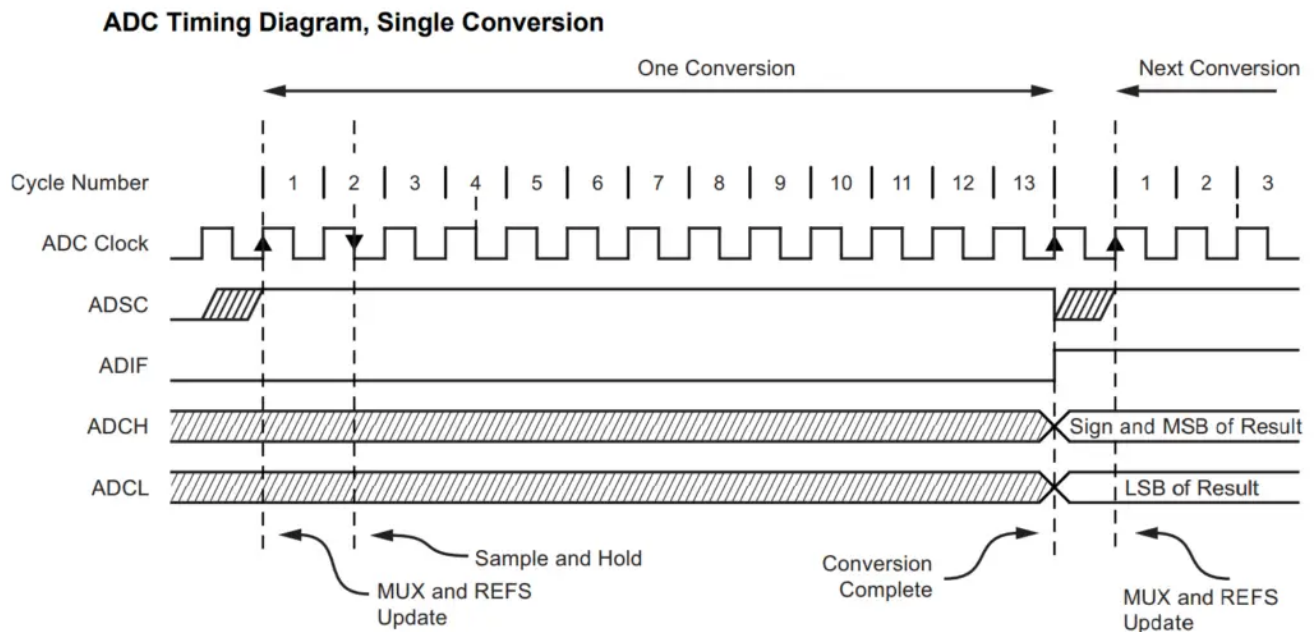 ADC Timing Diagram, Single Conversion
One Conversion
Next Conversion
Cycle Number
1 2 3 4 5 6 7 8 9 10 11 12 13 1 2 3
ADC Clock
ADSC
ADIF
ADCH
Sign and MSB of Result
ADCL
LSB of Result
Sample and Hold
MUX and REFS
Update
Conversion
Complete
MUX and REFS
Update